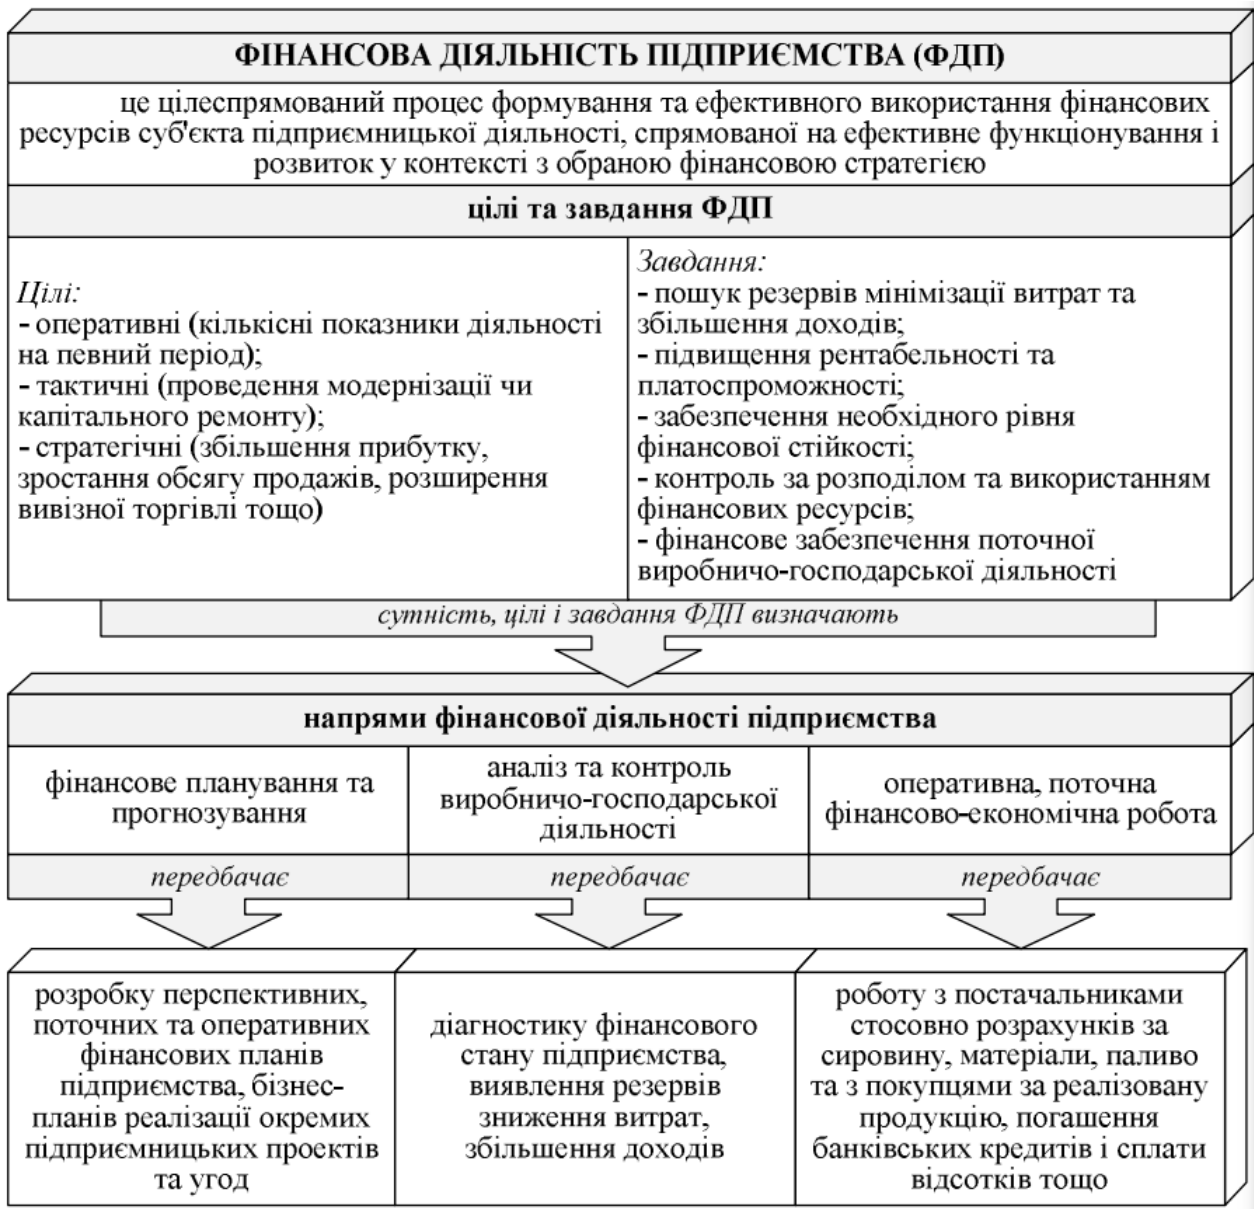 ФІНАНСОВА ДІЯЛЬНІСТЬ ПІДПРИЄМСТВА (ФДП)
це цілеспрямований процес формування та ефективного використання фінансових
ресурсів суб'єкта підприємницької діяльності, спрямованої на ефективне функціонування і
розвиток у контексті з обраною фінансовою стратегією
цілі та завдання ФДП
Цілі:
- оперативні (кількісні показники діяльності
на певний період);
- тактичні (проведення модернізації чи
капітального ремонту);
- стратегічні (збільшення прибутку,
зростання обсягу продажів, розширення
вивізної торгівлі тощо)
Завдання:
- пошук резервів мінімізації витрат та
збільшення доходів;
- підвищення рентабельності та
платоспроможності;
- забезпечення необхідного рівня
фінансової стійкості;
- контроль за розподілом та використанням
фінансових ресурсів;
- фінансове забезпечення поточної
виробничо-господарської діяльності
сутність, цілі і завдання ФДП визначають
напрями фінансової діяльності підприємства
фінансове планування та
прогнозування
аналіз та контроль
виробничо-господарської
діяльності
оперативна, поточна
фінансово-економічна робота
передбачає
передбачає
передбачає
розробку перспективних,
поточних та оперативних
фінансових планів
підприємства, бізнес-
планів реалізації окремих
підприємницьких проектів
та угод
діагностику фінансового
стану підприємства,
виявлення резервів
зниження витрат,
збільшення доходів
роботу з постачальниками
стосовно розрахунків за
сировину, матеріали, паливо
та з покупцями за реалізовану
продукцію, погашення
банківських кредитів і сплати
відсотків тощо